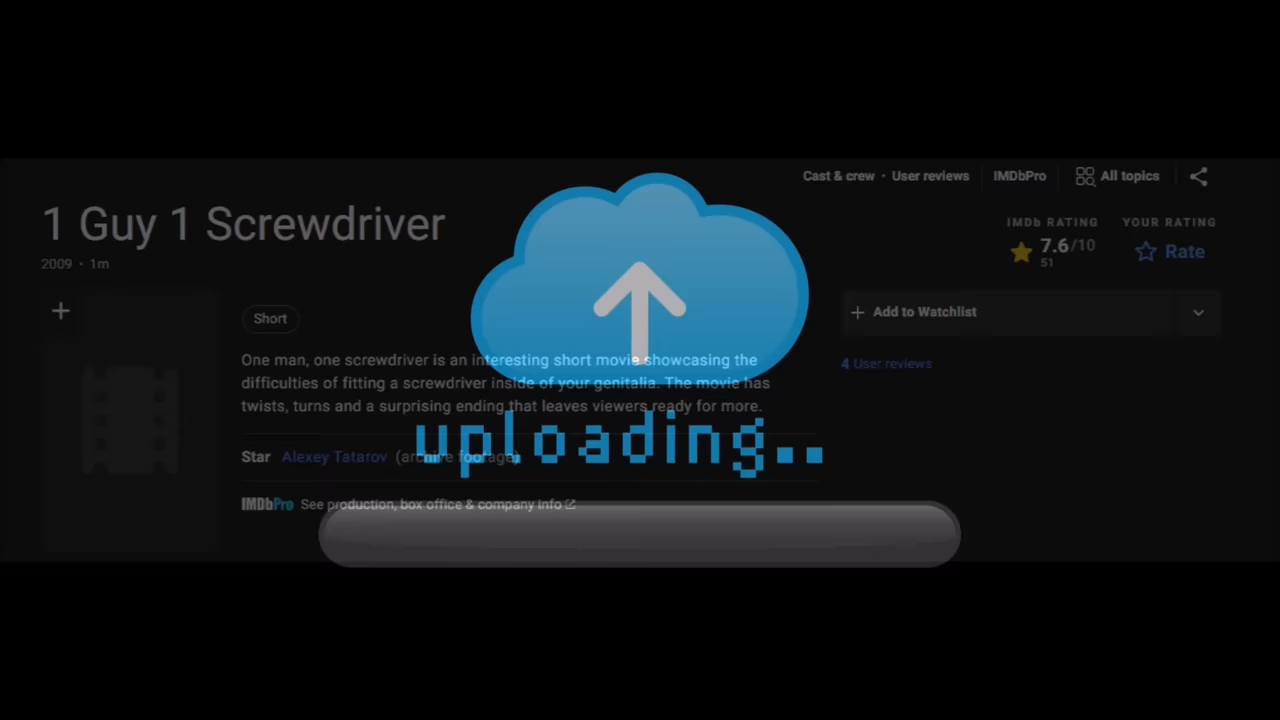 Cast & crew • User reviews IMDbPro All topics
1 Guy 1 Screwdriver
2009 • 1m
IMDb RATING YOUR RATING
7.6/10 Rate
51
+
Short
+ Add to Watchlist
One man, one screwdriver is an interesting short movie showcasing the
difficulties of fitting a screwdriver inside of your genitalia. The movie has
twists, turns and a surprising ending that leaves viewers ready for more.
4 User reviews
uploading..
Star Alexey Tatarov (archive footage)
IMDbPro See production, box office & company info